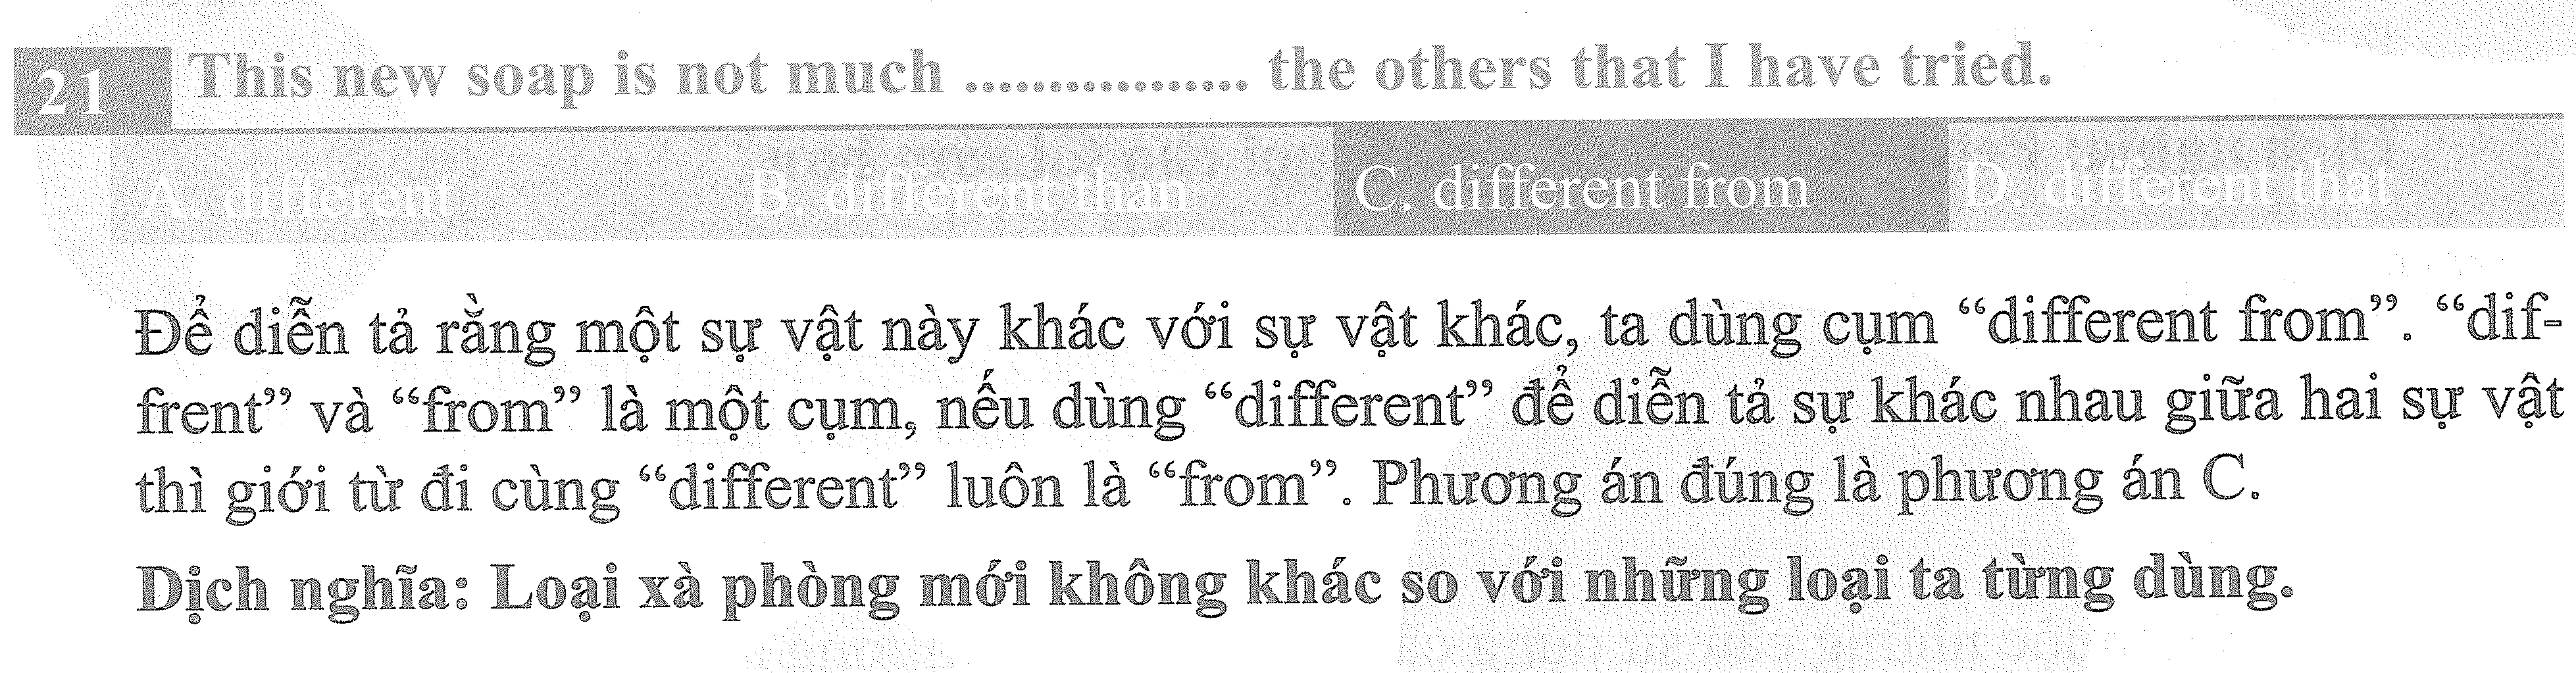 21 This new soap is not much ................. the others that I have tried.
A. different B. different than C. different from D. different that
Để diễn tả rằng một sự vật này khác với sự vật khác, ta dùng cụm “different from”. “dif-
frent” và “from” là một cụm, nếu dùng “different” để diễn tả sự khác nhau giữa hai sự vật
thì giới từ đi cùng “different” luôn là “from”. Phương án đúng là phương án C.
Dịch nghĩa: Loại xà phòng mới không khác so với những loại ta từng dùng.